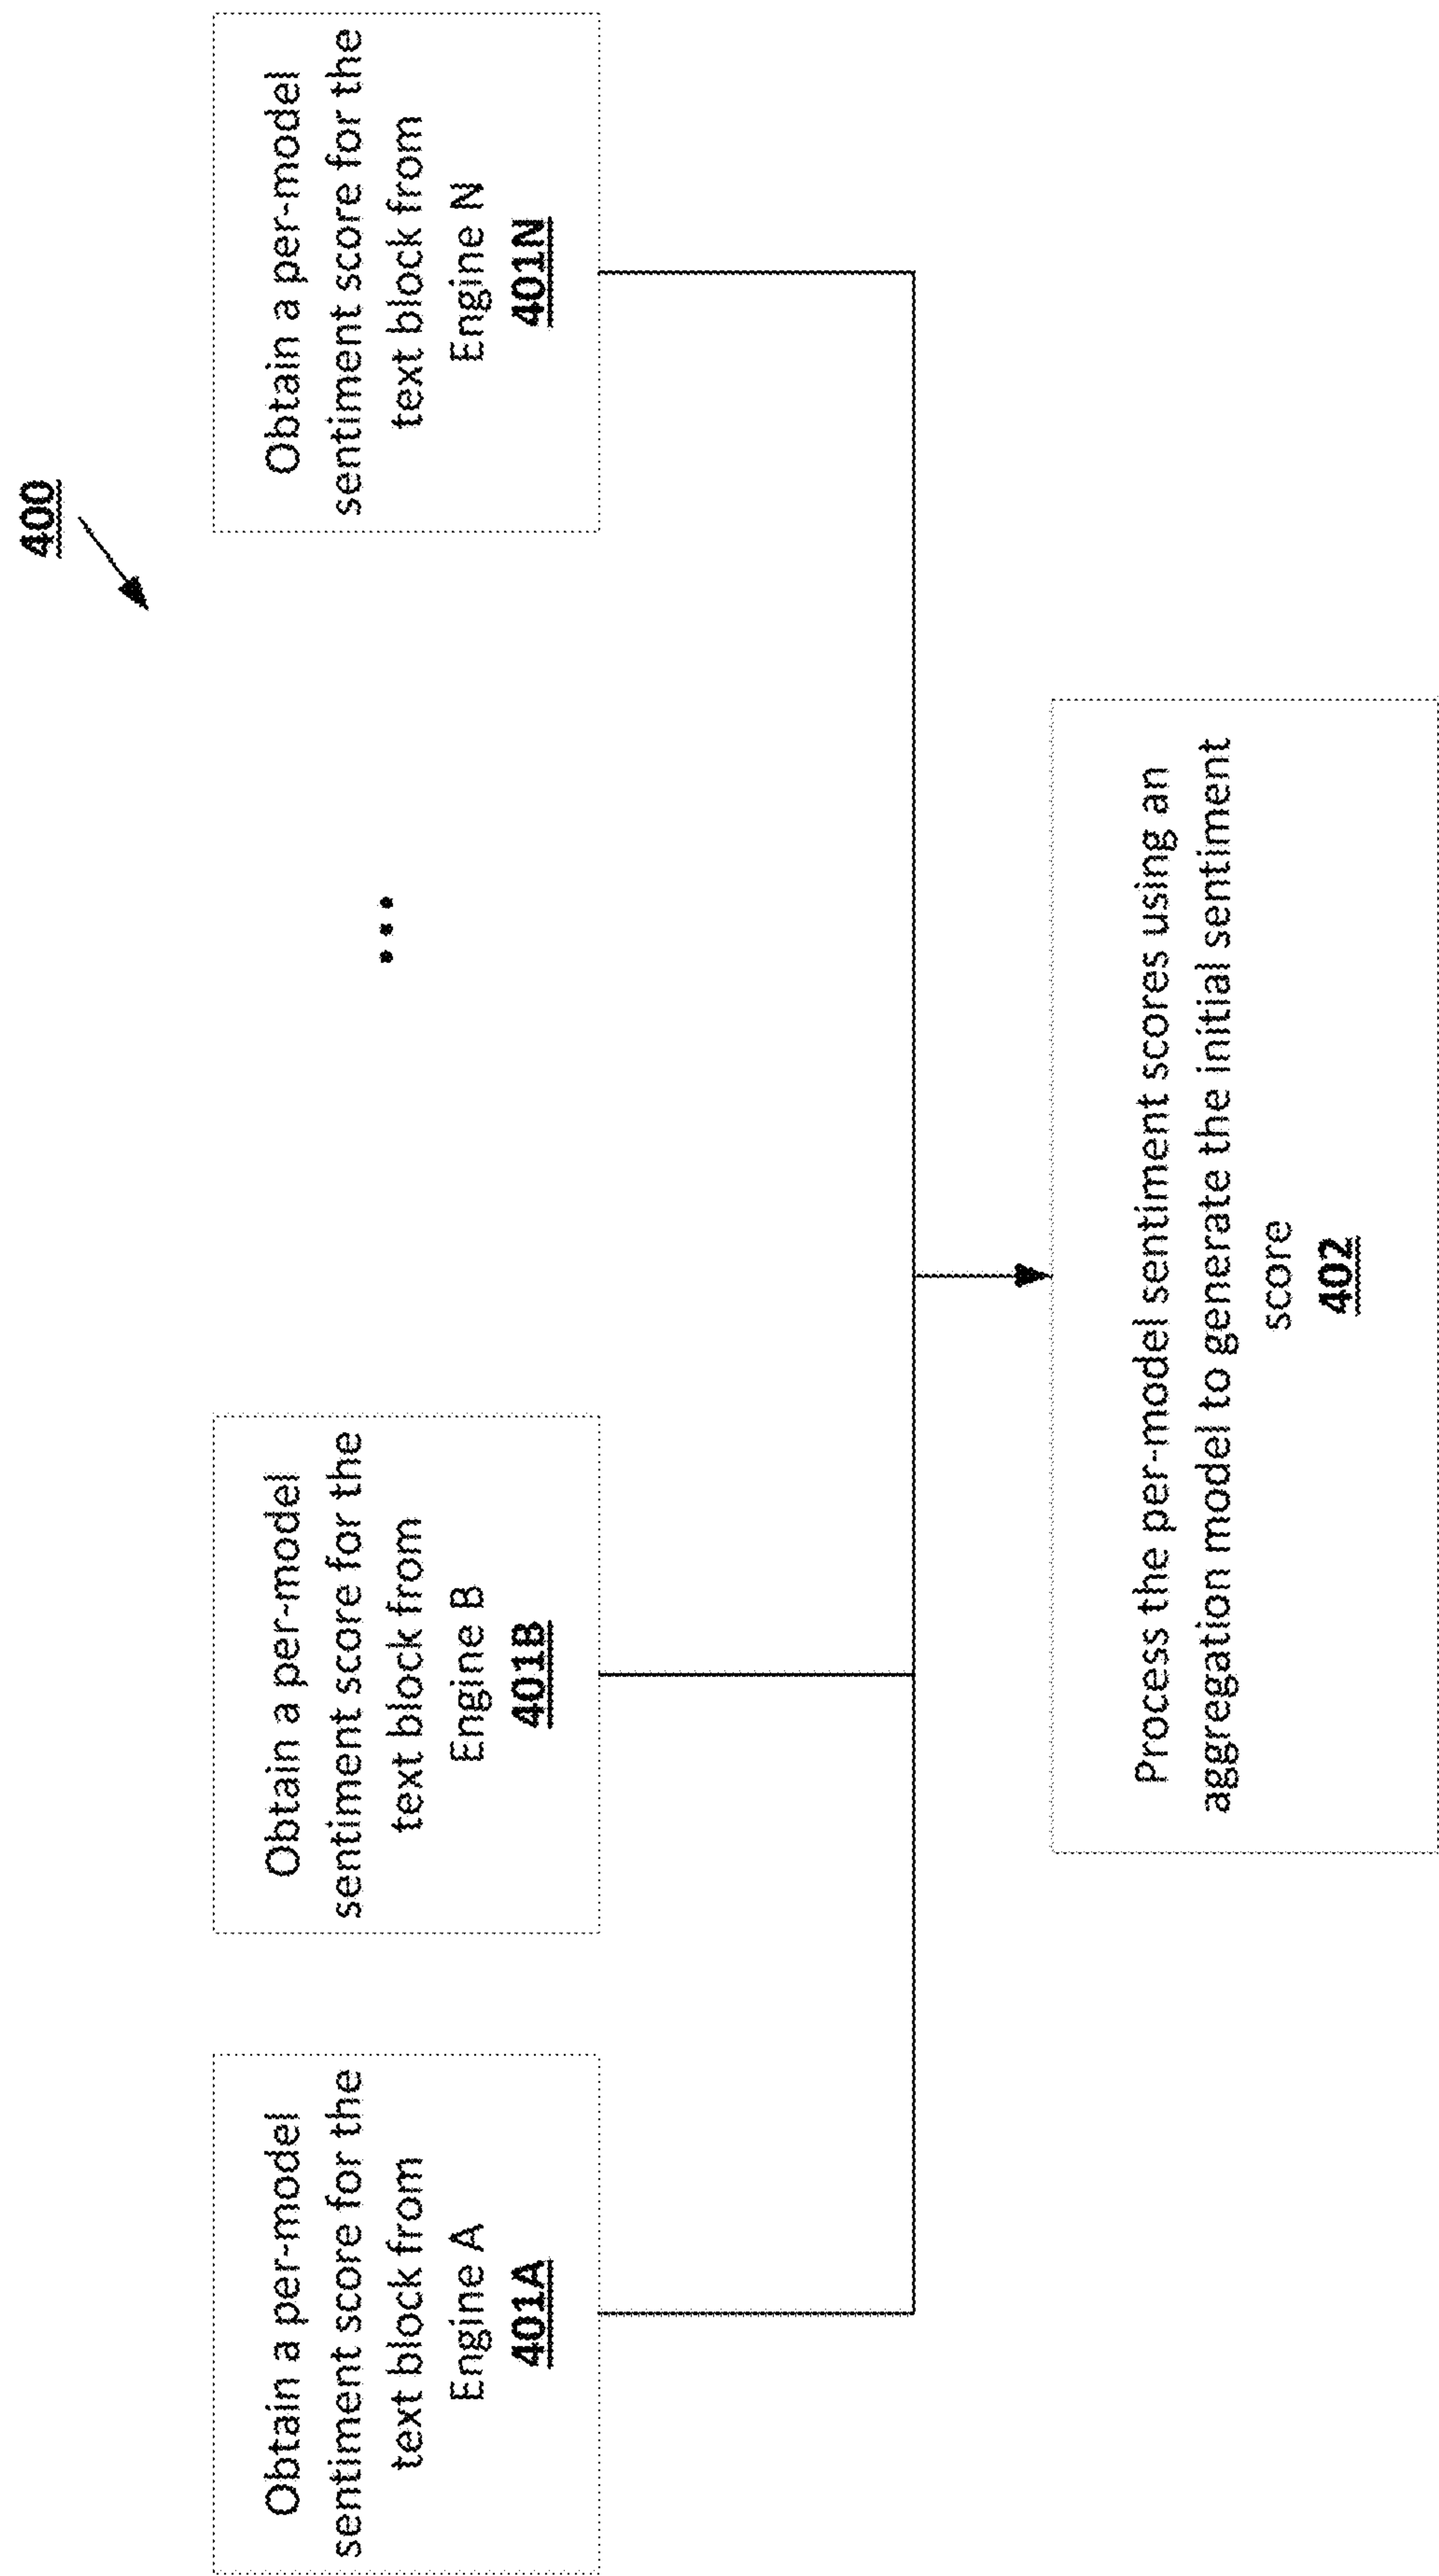 400
Obtain a per-model
sentiment score for the
text block from
Engine A
401A
Obtain a per-model
sentiment score for the
text block from
Engine B
401B
...
Obtain a per-model
sentiment score for the
text block from
Engine N
401N
Process the per-model sentiment scores using an
aggregation model to generate the initial sentiment
score
402